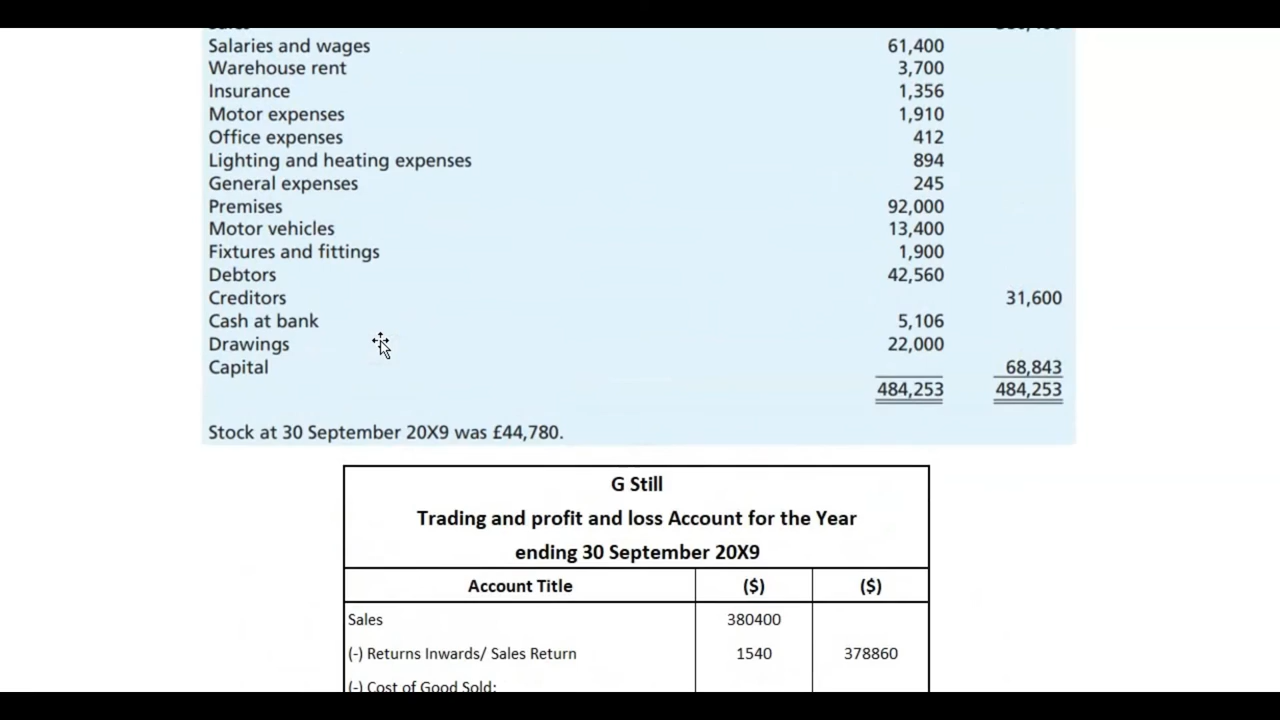 Salaries and wages 61,400
Warehouse rent 3,700
Insurance 1,356
Motor expenses 1,910
Office expenses 412
Lighting and heating expenses 894
General expenses 245
Premises 92,000
Motor vehicles 13,400
Fixtures and fittings 1,900
Debtors 42,560
Creditors 31,600
Cash at bank 5,106
Drawings 22,000
Capital 68,843
484,253 484,253
Stock at 30 September 20X9 was £44,780.
G Still
Trading and profit and loss Account for the Year
ending 30 September 20X9
Account Title ($) ($)
Sales 380400
(-) Returns Inwards/ Sales Return 1540 378860
(-) Cost of Good Sold: